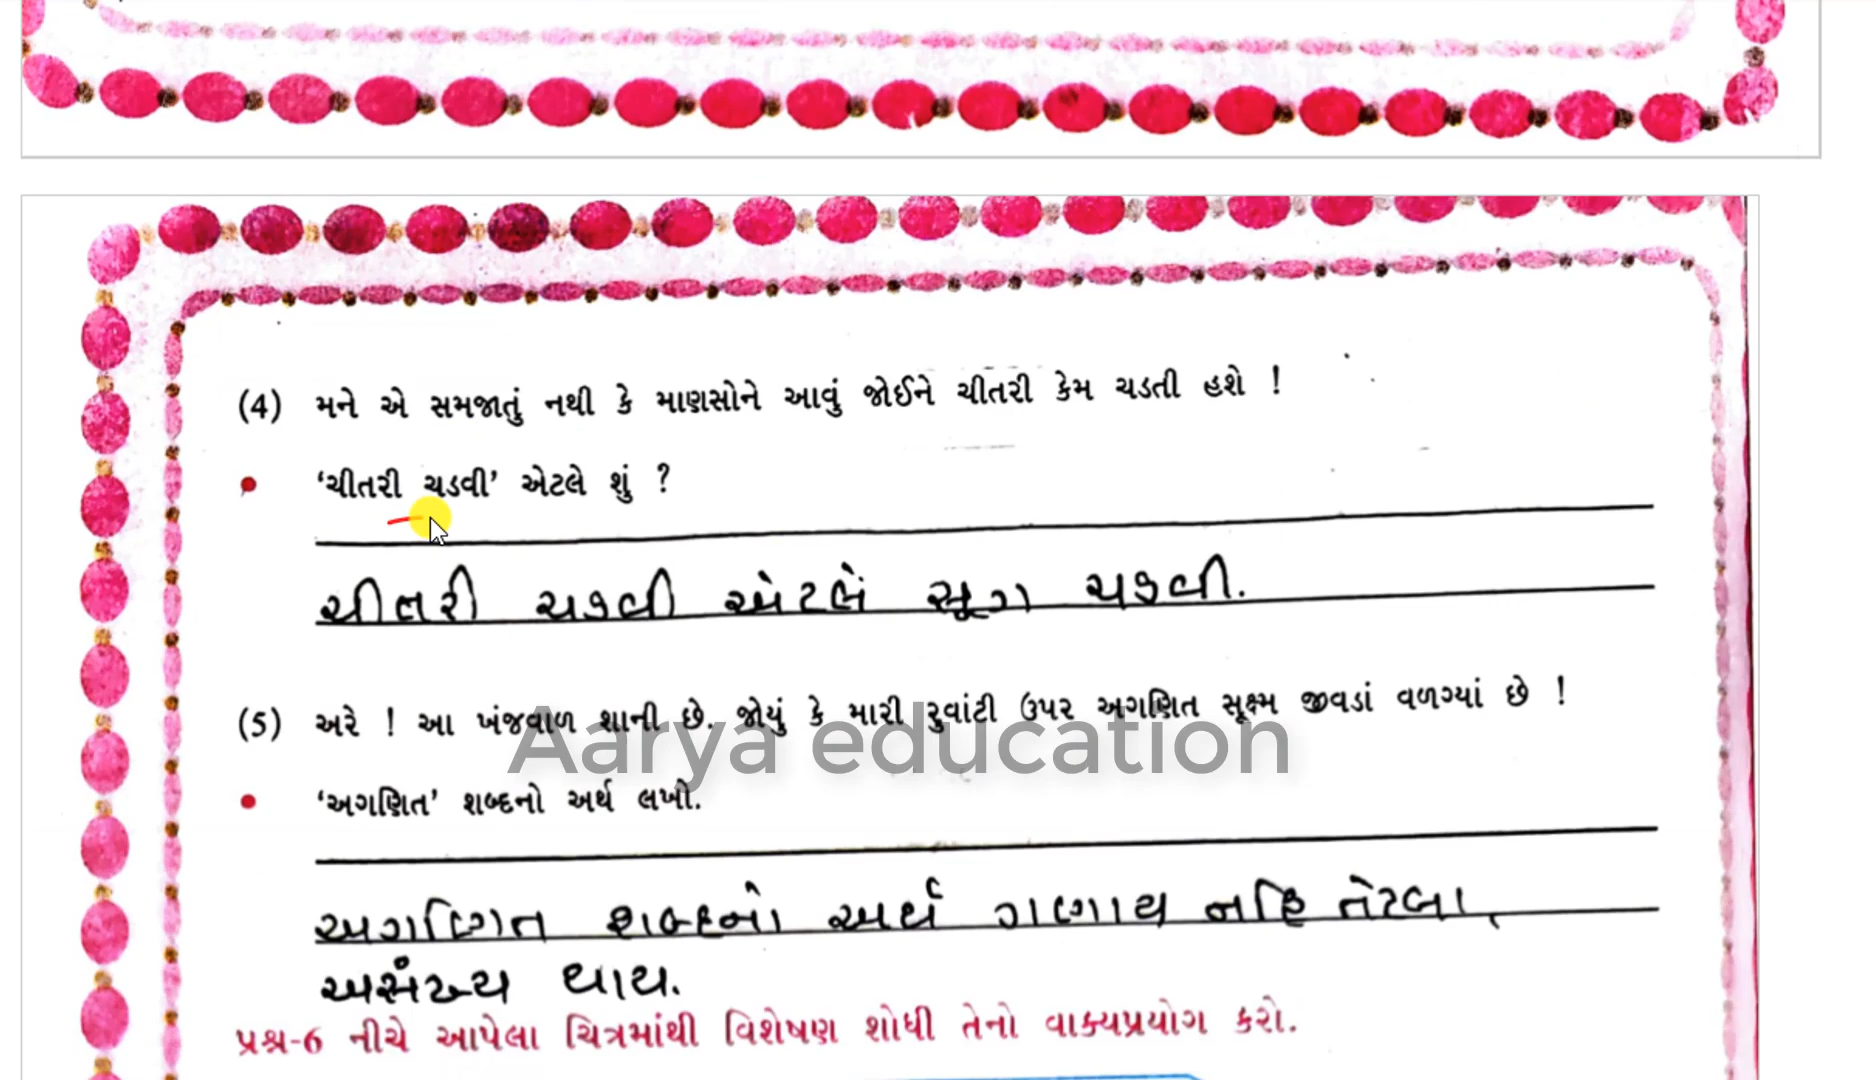 (4) મને એ સમજાતું નથી કે માણસોને આવું જોઈને ચીતરી કેમ ચડતી હશે !
• ‘ચીતરી ચડવી’ એટલે શું ?
ચીતરી ચડવી એટલે સૂગ ચડવી.
(5) અરે ! આ ખંજવાળ શાની છે. જોયું કે મારી રુવાંટી ઉપર અગણિત સૂક્ષ્મ જીવડાં વળગ્યાં છે !
Aarya education
• ‘અગણિત’ શબ્દનો અર્થ લખો.
અગણિત શબ્દનો અર્થ ગણાય નહિ તેટલા,
અસંખ્ય થાય.
પ્રશ્ન-6 નીચે આપેલા ચિત્રમાંથી વિશેષણ શોધી તેનો વાક્યપ્રયોગ કરો.